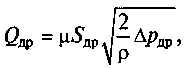 Q_др = μS_др √(2/ρ Δp_др),